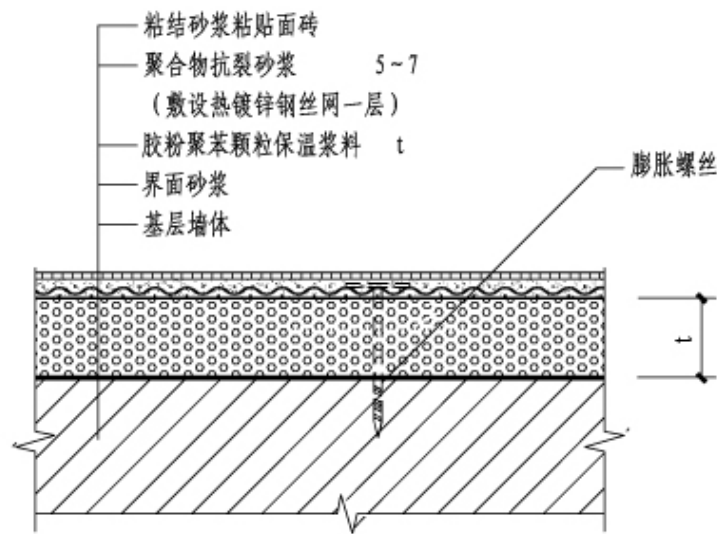 粘结砂浆粘贴面砖
聚合物抗裂砂浆 5~7
（敷设热镀锌钢丝网一层）
胶粉聚苯颗粒保温浆料 t
界面砂浆
基层墙体
膨胀螺丝
t